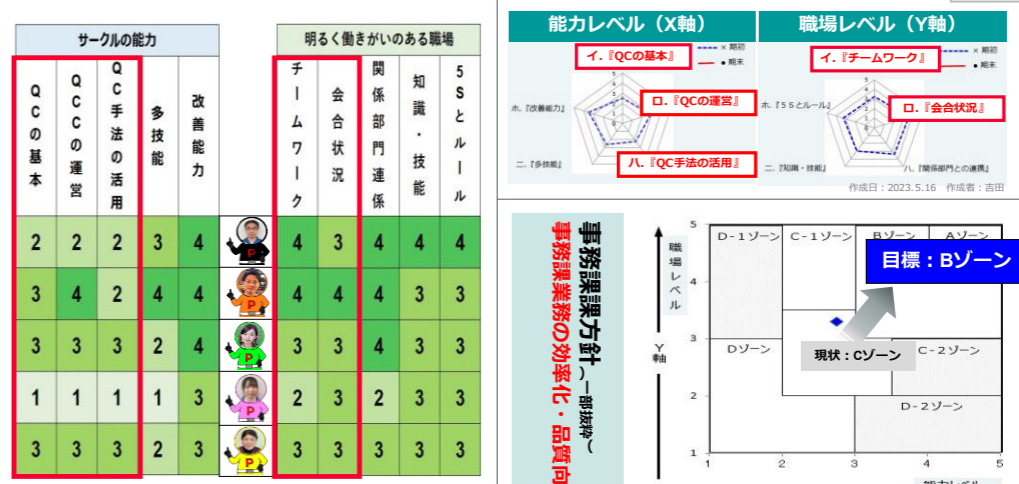 サークルの能力
明るく働きがいのある職場
QCの基本
QCCの運営
QC手法の活用
多技能
改善能力
チームワーク
会合状況
関係部門連係
知識・技能
5Sとルール
2 2 2 3 4 P 4 3 4 4 4
3 4 2 4 4 P 4 4 4 3 3
3 3 3 2 4 P 3 3 4 3 3
1 1 1 1 3 P 2 3 2 3 3
3 3 3 2 3 P 3 3 3 3 3
能力レベル（X軸）
イ.『QCの基本』
× 期初
● 期末
ロ.『QCの運営』
ハ.『QC手法の活用』
ニ.『多技能』
ホ.『改善能力』
5
4
3
2
1
0
職場レベル（Y軸）
イ.『チームワーク』
× 期初
● 期末
ロ.『会合状況』
ハ.『関係部門との連携』
ニ.『知識・技能』
ホ.『5Sとルール』
作成日：2023.5.16 作成者：吉田
事務課課方針（一部抜粋）
事務課業務の効率化・品質向
職場レベル
Y軸
5
4
3
2
1
1 2 3 4 5
D-1ゾーン C-1ゾーン Bゾーン Aゾーン
目標：Bゾーン
現状：Cゾーン
Dゾーン
C-2ゾーン
D-2ゾーン
能力レベル